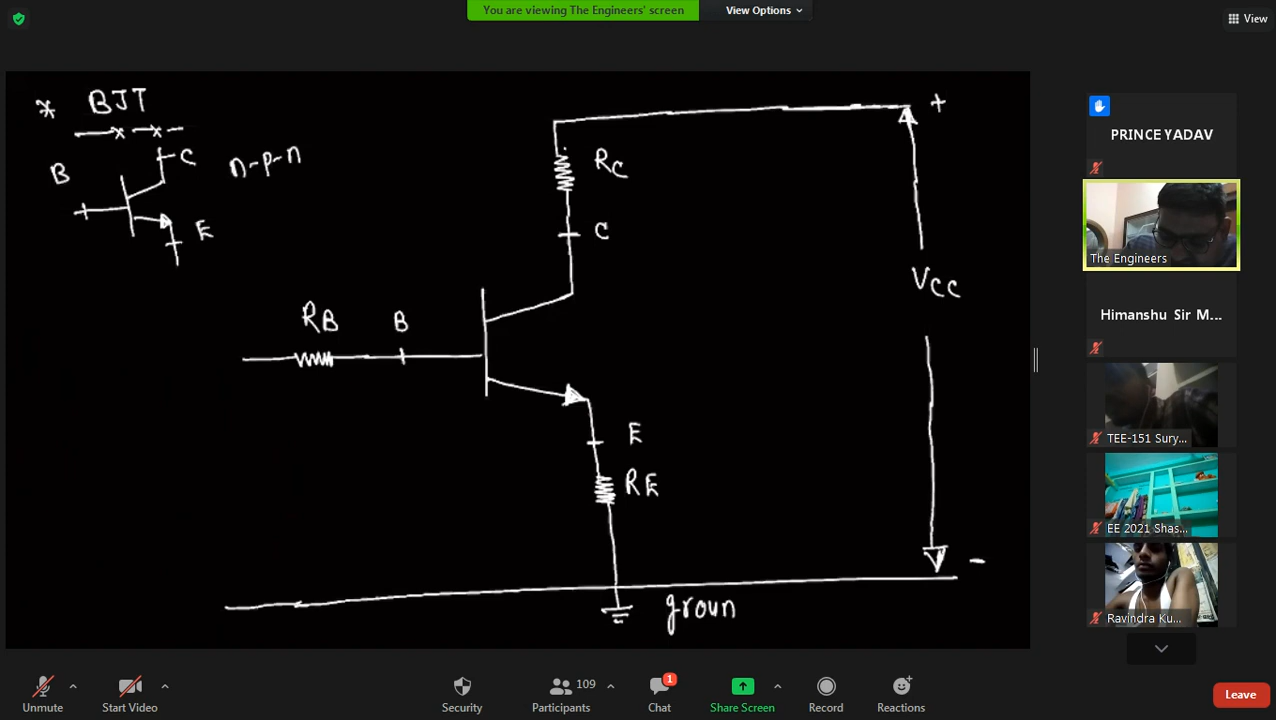 You are viewing The Engineers' screen
View Options
View
* BJT
B
C
n-p-n
E
RC
C
+
VCC
RB
B
E
RE
-
groun
PRINCE YADAV
The Engineers
Himanshu Sir M...
TEE-151 Sury...
EE 2021 Shas...
Ravindra Ku...
Unmute
Start Video
Security
109
Participants
1
Chat
Share Screen
Record
Reactions
Leave